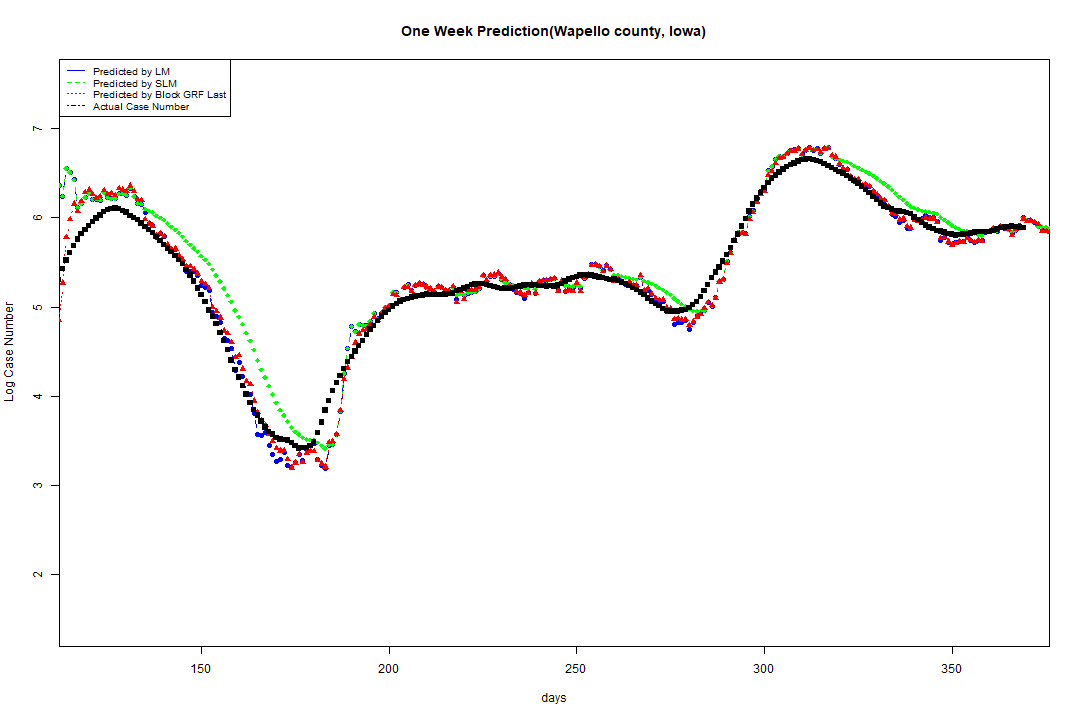 One Week Prediction(Wapello county, Iowa)
Predicted by LM
Predicted by SLM
Predicted by Block GRF Last
Actual Case Number
7
6
5
4
3
2
Log Case Number
150 200 250 300 350
days